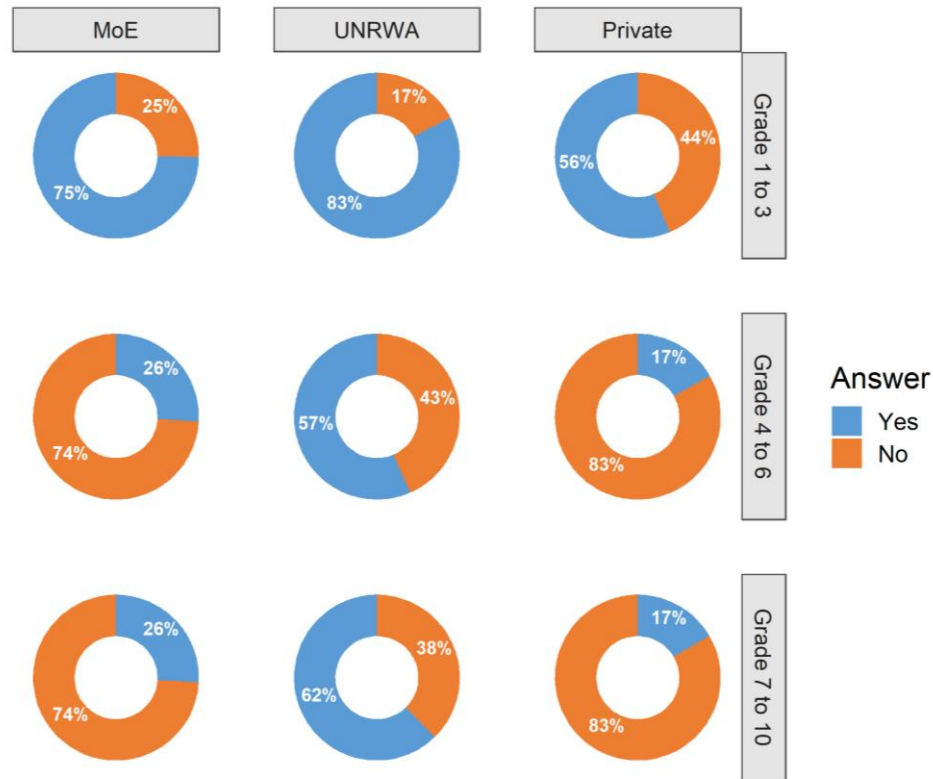 MoE
UNRWA
Private
25%
75%
17%
83%
44%
56%
Grade 1 to 3
26%
74%
43%
57%
17%
83%
Grade 4 to 6
Answer
Yes
No
26%
74%
38%
62%
17%
83%
Grade 7 to 10